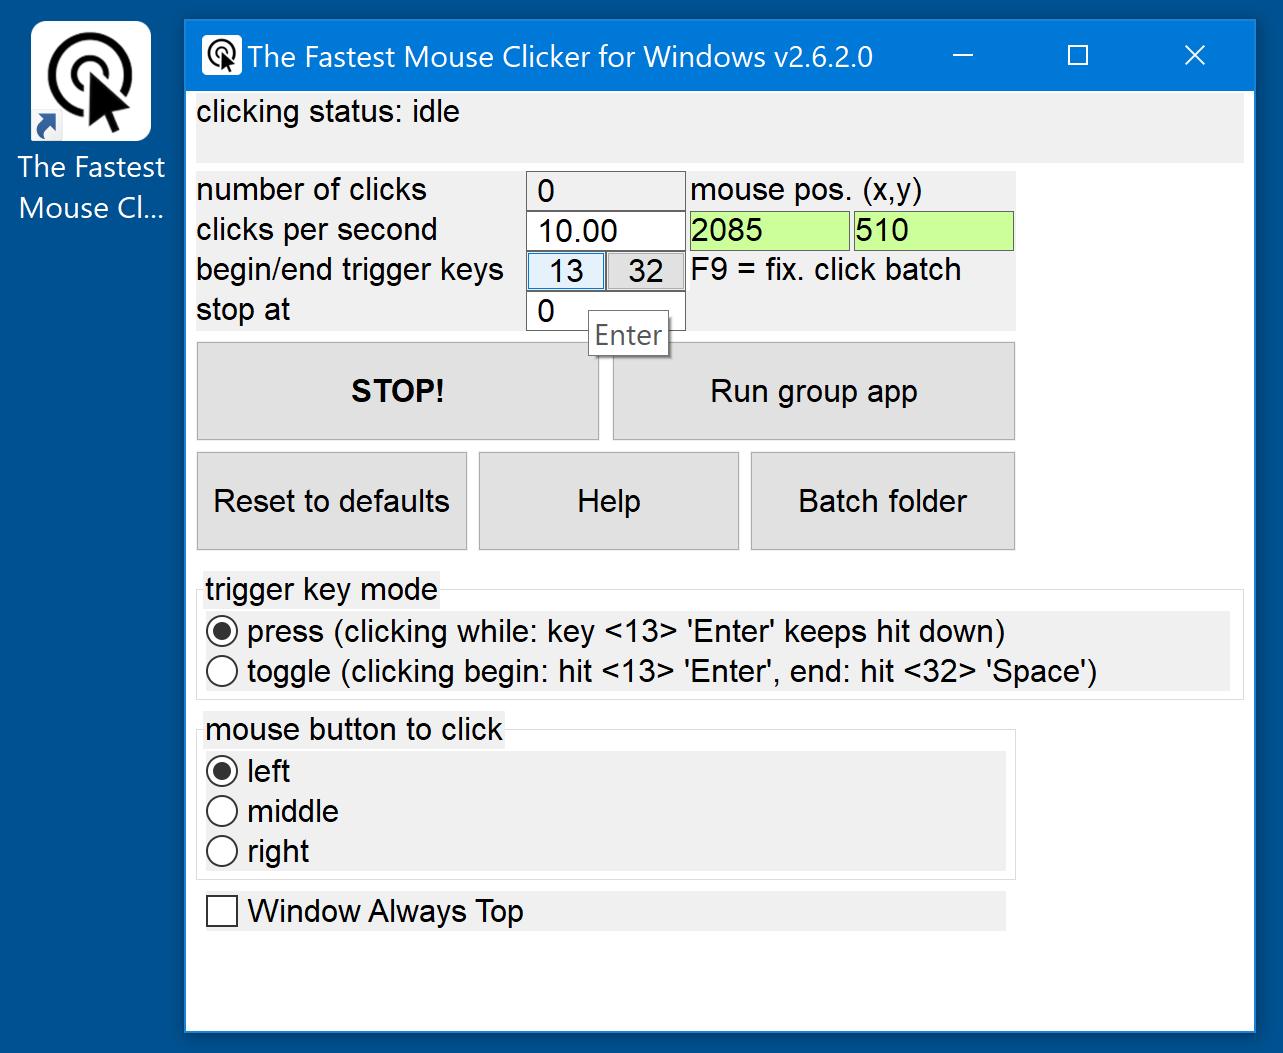 The Fastest
Mouse Cl...
The Fastest Mouse Clicker for Windows v2.6.2.0
clicking status: idle
number of clicks 0 mouse pos. (x,y)
clicks per second 10.00 2085 510
begin/end trigger keys 13 32 F9 = fix. click batch
stop at 0
Enter
STOP! Run group app
Reset to defaults Help Batch folder
trigger key mode
press (clicking while: key <13> 'Enter' keeps hit down)
toggle (clicking begin: hit <13> 'Enter', end: hit <32> 'Space')
mouse button to click
left
middle
right
Window Always Top